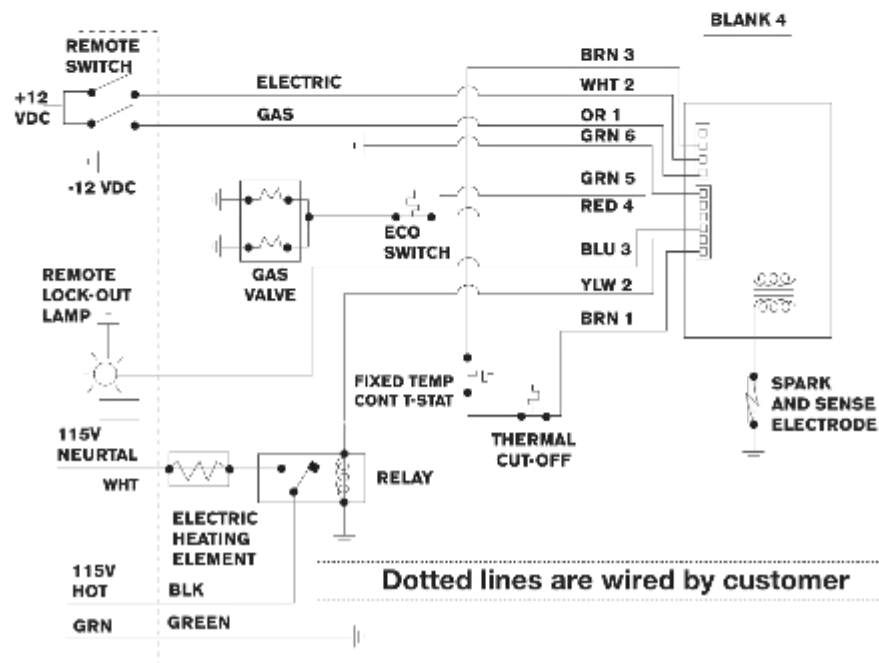 BLANK 4
REMOTE
SWITCH
+12
VDC
-12 VDC
ELECTRIC
GAS
BRN 3
WHT 2
OR 1
GRN 6
GRN 5
RED 4
BLU 3
YLW 2
BRN 1
ECO
SWITCH
GAS
VALVE
REMOTE
LOCK-OUT
LAMP
FIXED TEMP
CONT T-STAT
THERMAL
CUT-OFF
SPARK
AND SENSE
ELECTRODE
115V
NEURTAL
WHT
RELAY
ELECTRIC
HEATING
ELEMENT
115V
HOT
BLK
GRN
GREEN
Dotted lines are wired by customer